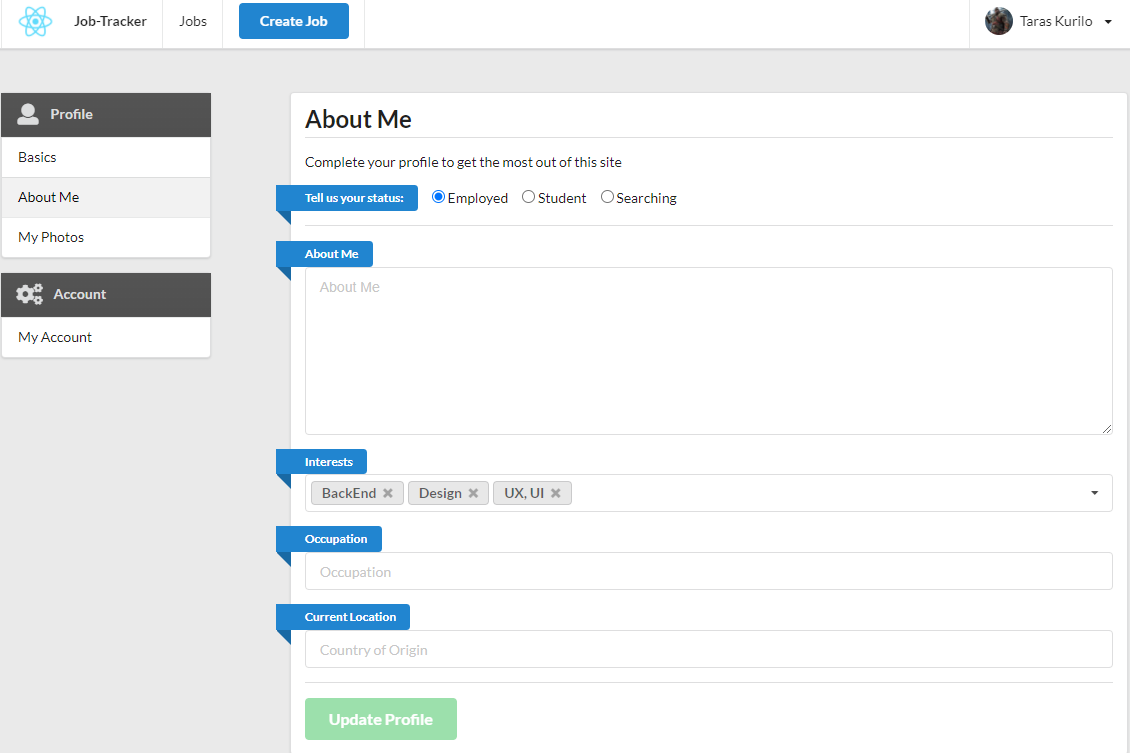 Job-Tracker Jobs Create Job Taras Kurilo
Profile
Basics
About Me
My Photos
Account
My Account
About Me
Complete your profile to get the most out of this site
Tell us your status: Employed Student Searching
About Me
About Me
Interests
BackEnd Design UX, UI
Occupation
Occupation
Current Location
Country of Origin
Update Profile